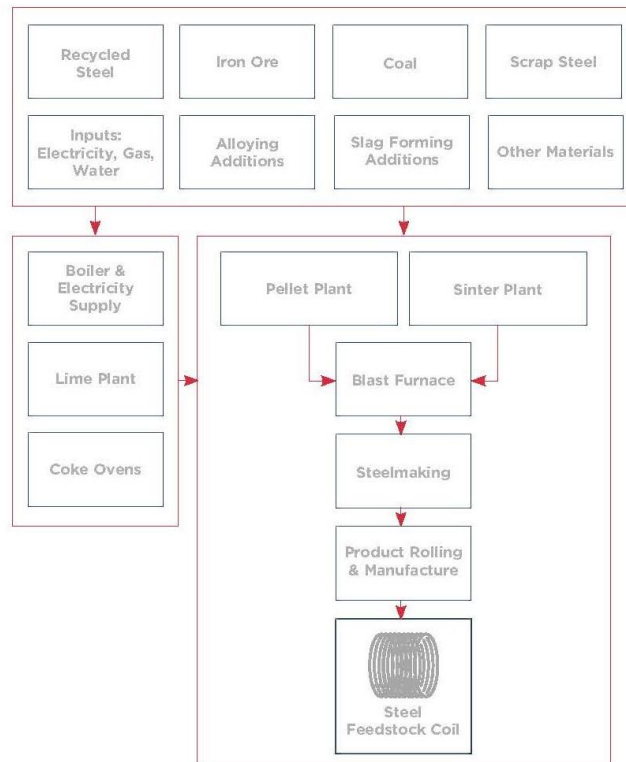 Recycled
Steel
Iron Ore
Coal
Scrap Steel
Inputs:
Electricity, Gas,
Water
Alloying
Additions
Slag Forming
Additions
Other Materials
Boiler &
Electricity
Supply
Lime Plant
Coke Ovens
Pellet Plant
Sinter Plant
Blast Furnace
Steelmaking
Product Rolling
& Manufacture
Steel
Feedstock Coil